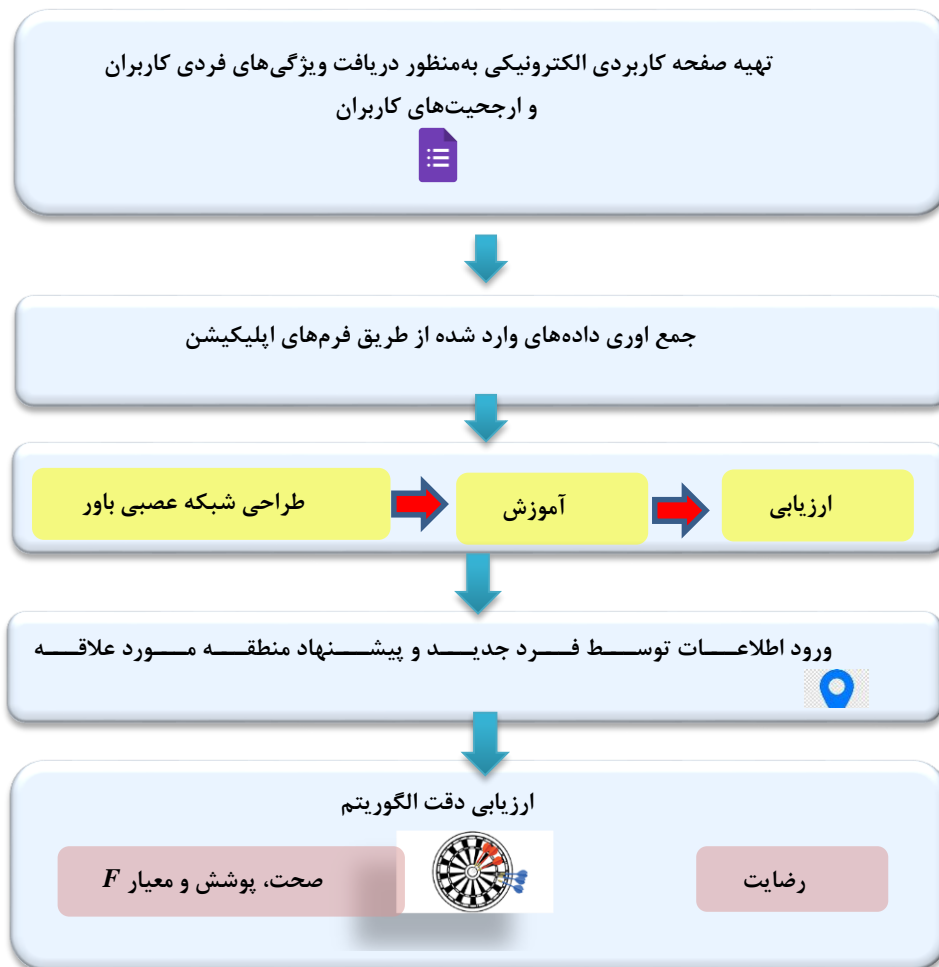 تهیه صفحه کاربردی الکترونیکی به‌منظور دریافت ویژگی‌های فردی کاربران
و ارجحیت‌های کاربران
جمع اوری داده‌های وارد شده از طریق فرم‌های اپلیکیشن
طراحی شبکه عصبی باور
آموزش
ارزیابی
ورود اطلاعـــات توســـط فـــرد جدیـــد و پیشـــنهاد منطقـــه مـــورد علاقـــه
ارزیابی دقت الگوریتم
رضایت
صحت، پوشش و معیار F